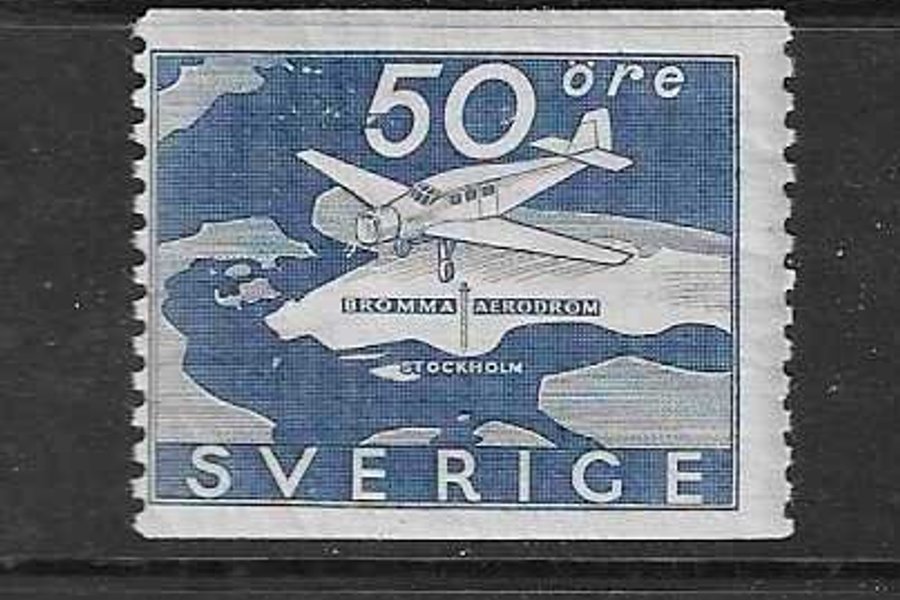 50 öre
BROMMA AERODROM
STOCKHOLM
SVERIGE